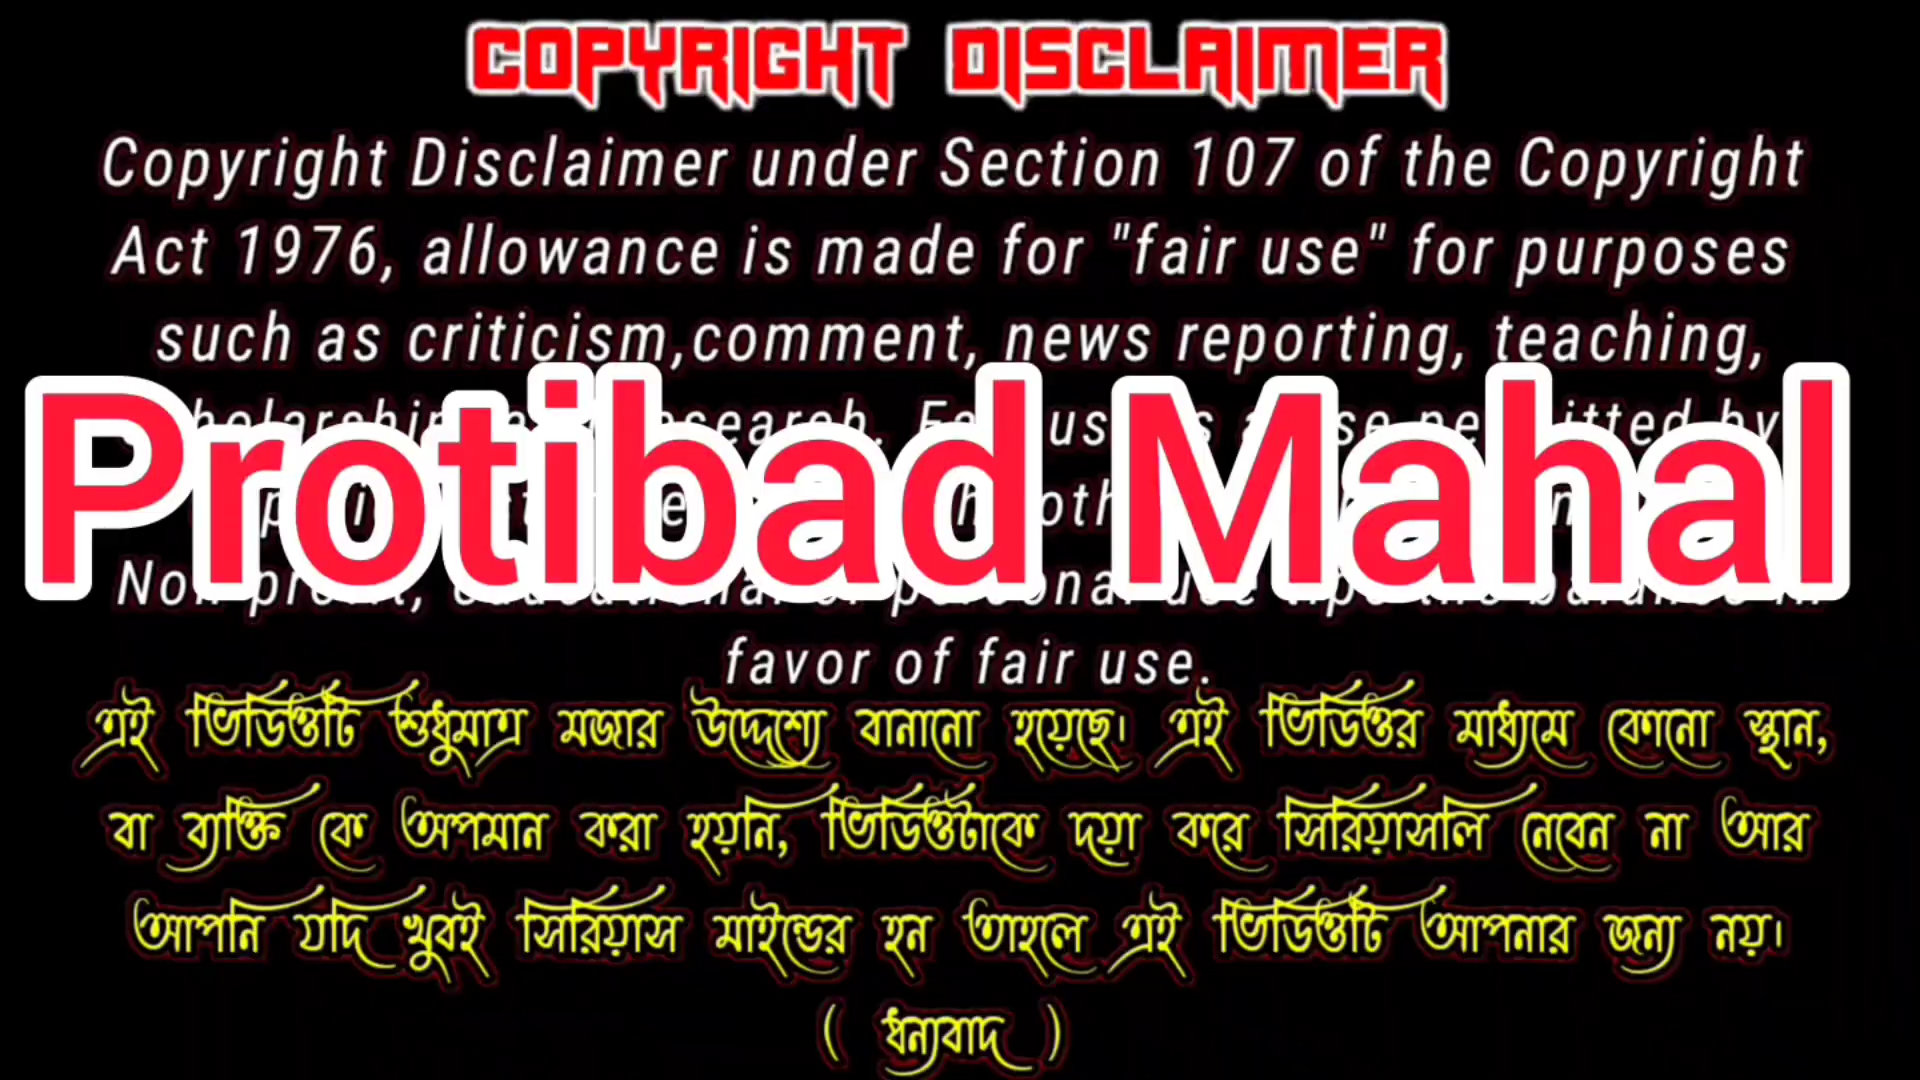 COPYRIGHT DISCLAIMER
Copyright Disclaimer under Section 107 of the Copyright
Act 1976, allowance is made for "fair use" for purposes
such as criticism,comment, news reporting, teaching,
Protibad Mahal
favor of fair use.
এই ভিডিওটি শুধুমাত্র মজার উদ্দেশ্যে বানানো হয়েছে। এই ভিডিওর মাধ্যমে কোনো স্থান,
বা ব্যক্তি কে অপমান করা হয়নি, ভিডিওটাকে দয়া করে সিরিয়াসলি নেবেন না আর
আপনি যদি খুবই সিরিয়াস মাইন্ডের হন তাহলে এই ভিডিওটি আপনার জন্য নয়।
( ধন্যবাদ )